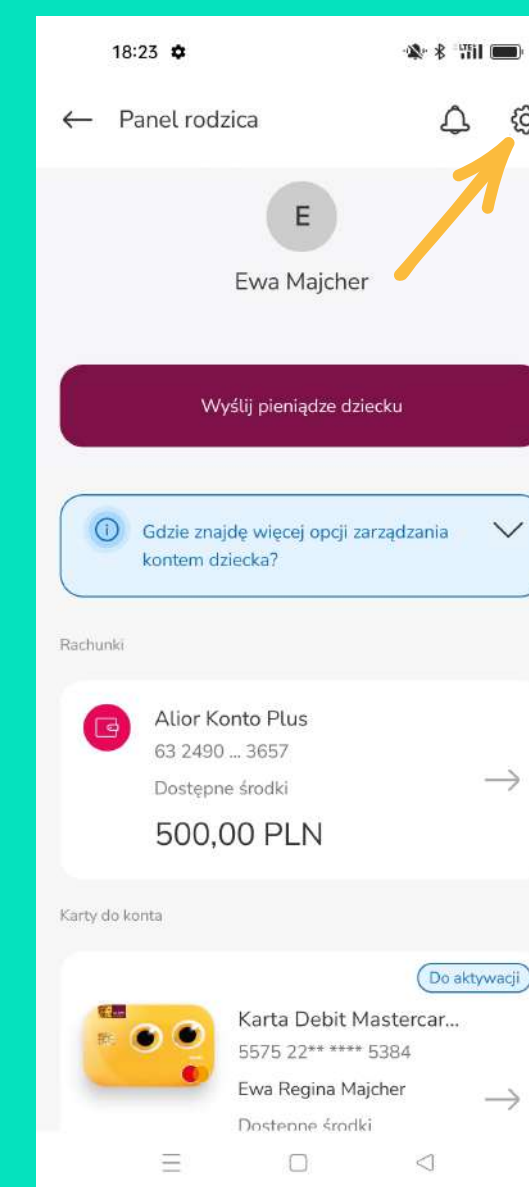 18:23
Panel rodzica
E
Ewa Majcher
Wyślij pieniądze dziecku
Gdzie znajdę więcej opcji zarządzania
kontem dziecka?
Rachunki
Alior Konto Plus
63 2490 ... 3657
Dostępne środki
500,00 PLN
Karty do konta
Do aktywacji
Karta Debit Mastercar...
5575 22** **** 5384
Ewa Regina Majcher
Dostępne środki